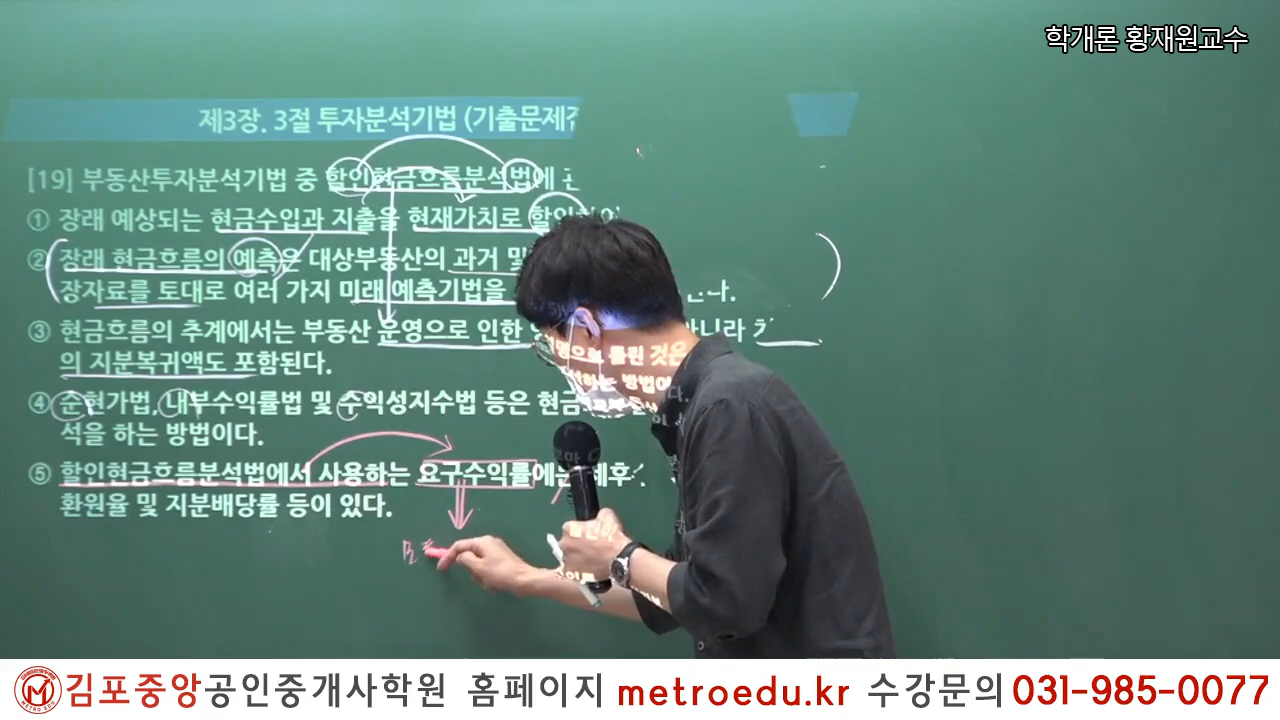 학개론 황재원교수
제3장. 3절 투자분석기법 (기출문제
[19] 부동산투자분석기법 중 할인현금흐름분석법에
① 장래 예상되는 현금수입과 지출을 현재가치로
② 장래 현금흐름의 예측은 대상부동산의 과거 및
장자료를 토대로 여러 가지 미래 예측기법을
③ 현금흐름의 추계에서는 부동산 운영으로 인한 아니라
의 지분복귀액도 포함된다.
④ 순현가법, 내부수익률법 및 수익성지수법 등은
석을 하는 방법이다.
⑤ 할인현금흐름분석법에서 사용하는 요구수익률에는 세후
환원율 및 지분배당률 등이 있다.
김포중앙공인중개사학원 홈페이지 metroedu.kr 수강문의 031-985-0077